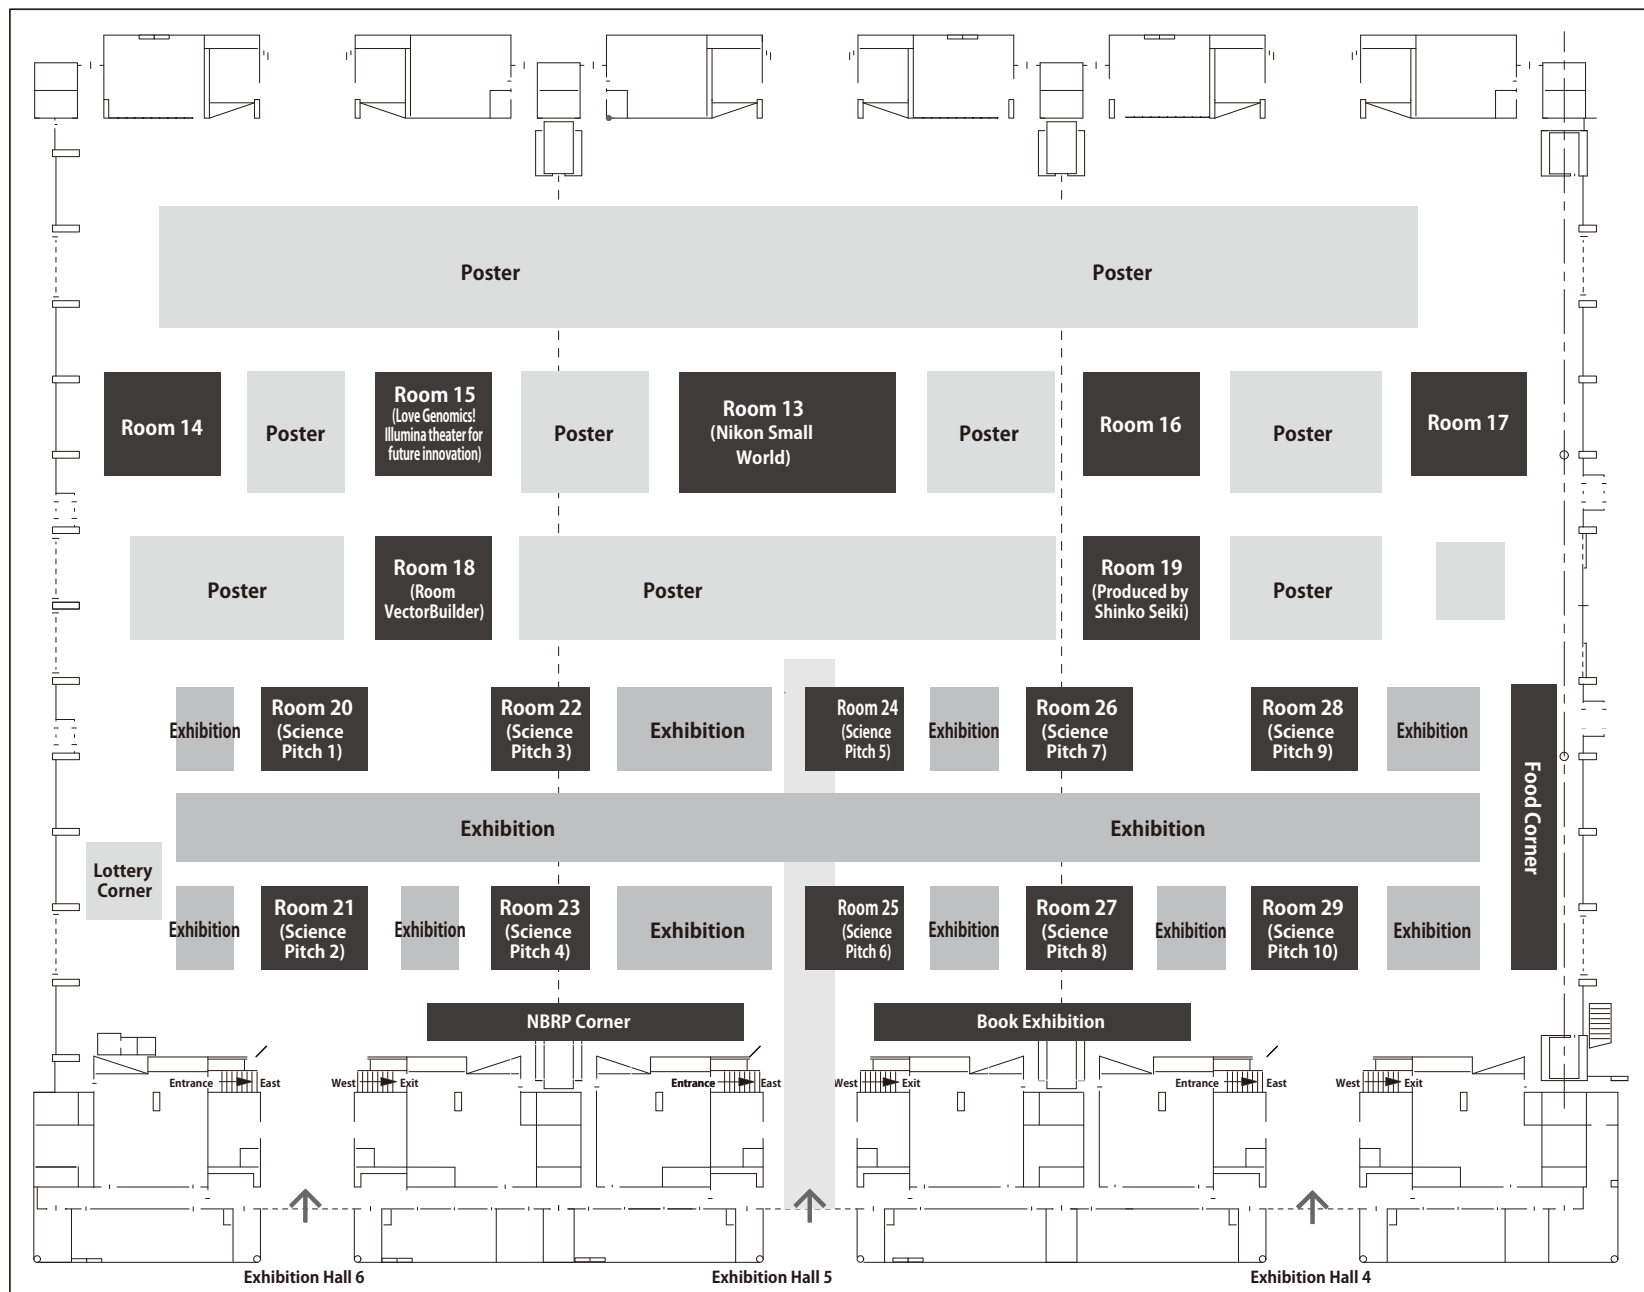 Poster
Poster
Room 14
Poster
Room 15
(Love Genomics!
Illumina theater for
future innovation)
Poster
Room 13
(Nikon Small
World)
Poster
Room 16
Poster
Room 17
Poster
Room 18
(Room
VectorBuilder)
Poster
Room 19
(Produced by
Shinko Seiki)
Poster
Exhibition
Room 20
(Science
Pitch 1)
Room 22
(Science
Pitch 3)
Exhibition
Room 24
(Science
Pitch 5)
Exhibition
Room 26
(Science
Pitch 7)
Room 28
(Science
Pitch 9)
Exhibition
Food Corner
Exhibition
Exhibition
Lottery
Corner
Exhibition
Room 21
(Science
Pitch 2)
Exhibition
Room 23
(Science
Pitch 4)
Exhibition
Room 25
(Science
Pitch 6)
Exhibition
Room 27
(Science
Pitch 8)
Exhibition
Room 29
(Science
Pitch 10)
Exhibition
NBRP Corner
Book Exhibition
Entrance East
West Exit
Entrance East
West Exit
Entrance East
West Exit
Exhibition Hall 6
Exhibition Hall 5
Exhibition Hall 4